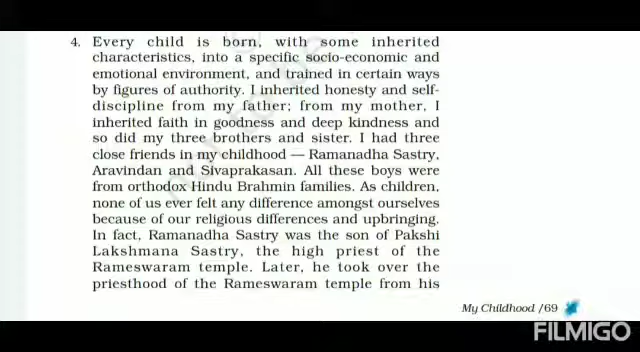 4. Every child is born, with some inherited
characteristics, into a specific socio-economic and
emotional environment, and trained in certain ways
by figures of authority. I inherited honesty and self-
discipline from my father; from my mother, I
inherited faith in goodness and deep kindness and
so did my three brothers and sister. I had three
close friends in my childhood — Ramanadha Sastry,
Aravindan and Sivaprakasan. All these boys were
from orthodox Hindu Brahmin families. As children,
none of us ever felt any difference amongst ourselves
because of our religious differences and upbringing.
In fact, Ramanadha Sastry was the son of Pakshi
Lakshmana Sastry, the high priest of the
Rameswaram temple. Later, he took over the
priesthood of the Rameswaram temple from his
My Childhood /69
FILMIGO